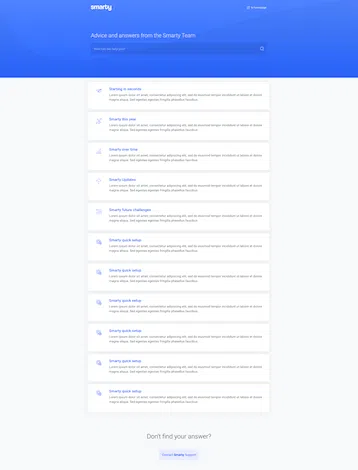 smarty
Advice and answers from the Smarty Team
Starting in seconds
Lorem ipsum dolor sit amet, consectetur adipiscing elit, sed do eiusmod tempor incididunt ut labore et dolore
magna aliqua. Sed egestas egestas fringilla phasellus faucibus
Smarty this year
Lorem ipsum dolor sit amet, consectetur adipiscing elit, sed do eiusmod tempor incididunt ut labore et dolore
magna aliqua. Sed egestas egestas fringilla phasellus faucibus
Smarty over time
Lorem ipsum dolor sit amet, consectetur adipiscing elit, sed do eiusmod tempor incididunt ut labore et dolore
magna aliqua. Sed egestas egestas fringilla phasellus faucibus
Smarty Updates
Lorem ipsum dolor sit amet, consectetur adipiscing elit, sed do eiusmod tempor incididunt ut labore et dolore
magna aliqua. Sed egestas egestas fringilla phasellus faucibus
Smarty future challenges
Lorem ipsum dolor sit amet, consectetur adipiscing elit, sed do eiusmod tempor incididunt ut labore et dolore
magna aliqua. Sed egestas egestas fringilla phasellus faucibus
Smarty quick setup
Lorem ipsum dolor sit amet, consectetur adipiscing elit, sed do eiusmod tempor incididunt ut labore et dolore
magna aliqua. Sed egestas egestas fringilla phasellus faucibus
Smarty quick setup
Lorem ipsum dolor sit amet, consectetur adipiscing elit, sed do eiusmod tempor incididunt ut labore et dolore
magna aliqua. Sed egestas egestas fringilla phasellus faucibus
Smarty quick setup
Lorem ipsum dolor sit amet, consectetur adipiscing elit, sed do eiusmod tempor incididunt ut labore et dolore
magna aliqua. Sed egestas egestas fringilla phasellus faucibus
Smarty quick setup
Lorem ipsum dolor sit amet, consectetur adipiscing elit, sed do eiusmod tempor incididunt ut labore et dolore
magna aliqua. Sed egestas egestas fringilla phasellus faucibus
Smarty quick setup
Lorem ipsum dolor sit amet, consectetur adipiscing elit, sed do eiusmod tempor incididunt ut labore et dolore
magna aliqua. Sed egestas egestas fringilla phasellus faucibus
Smarty quick setup
Lorem ipsum dolor sit amet, consectetur adipiscing elit, sed do eiusmod tempor incididunt ut labore et dolore
magna aliqua. Sed egestas egestas fringilla phasellus faucibus
Don't find your answer?
Contact Smarty Support